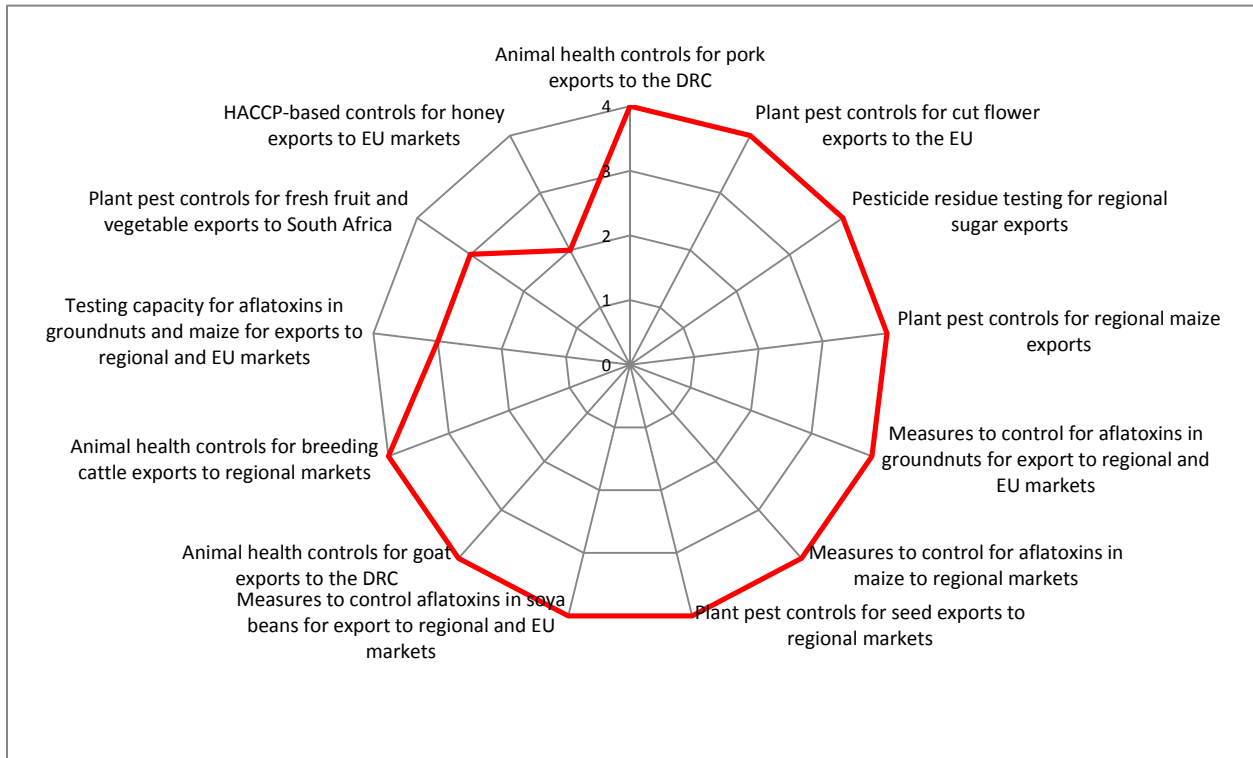 Animal health controls for pork
exports to the DRC
Plant pest controls for cut flower
exports to the EU
Pesticide residue testing for regional
sugar exports
Plant pest controls for regional maize
exports
Measures to control for aflatoxins in
groundnuts for export to regional and
EU markets
Measures to control for aflatoxins in
maize to regional markets
Plant pest controls for seed exports to
regional markets
Measures to control aflatoxins in soya
beans for export to regional and EU
markets
Animal health controls for goat
exports to the DRC
Animal health controls for breeding
cattle exports to regional markets
Testing capacity for aflatoxins in
groundnuts and maize for exports to
regional and EU markets
Plant pest controls for fresh fruit and
vegetable exports to South Africa
HACCP-based controls for honey
exports to EU markets
4
3
2
1
0